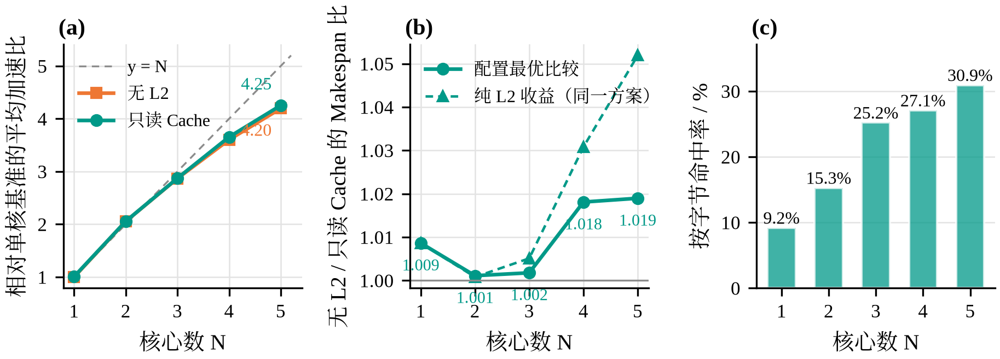 (a)
相对单核基准的平均加速比
5
4
3
2
1
y = N
无 L2
只读 Cache
4.25
4.20
1 2 3 4 5
核心数 N
(b)
无 L2 / 只读 Cache 的 Makespan 比
1.05
1.04
1.03
1.02
1.01
1.00
配置最优比较
纯 L2 收益（同一方案）
1.009
1.001
1.002
1.018
1.019
1 2 3 4 5
核心数 N
(c)
按字节命中率 / %
30
20
10
0
9.2%
15.3%
25.2%
27.1%
30.9%
1 2 3 4 5
核心数 N